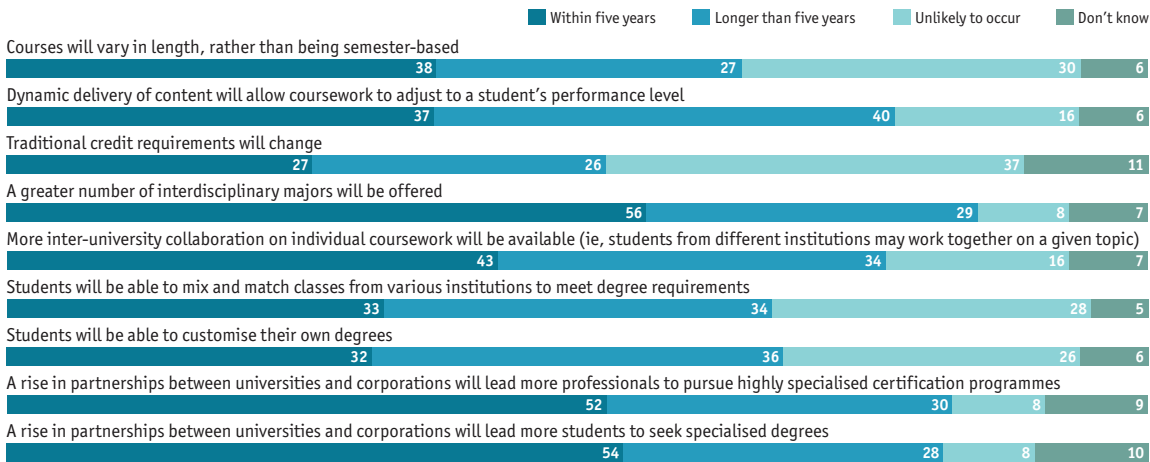 Within five years Longer than five years Unlikely to occur Don't know
Courses will vary in length, rather than being semester-based
38 27 30 6
Dynamic delivery of content will allow coursework to adjust to a student's performance level
37 40 16 6
Traditional credit requirements will change
27 26 37 11
A greater number of interdisciplinary majors will be offered
56 29 8 7
More inter-university collaboration on individual coursework will be available (ie, students from different institutions may work together on a given topic)
43 34 16 7
Students will be able to mix and match classes from various institutions to meet degree requirements
33 34 28 5
Students will be able to customise their own degrees
32 36 26 6
A rise in partnerships between universities and corporations will lead more professionals to pursue highly specialised certification programmes
52 30 8 9
A rise in partnerships between universities and corporations will lead more students to seek specialised degrees
54 28 8 10